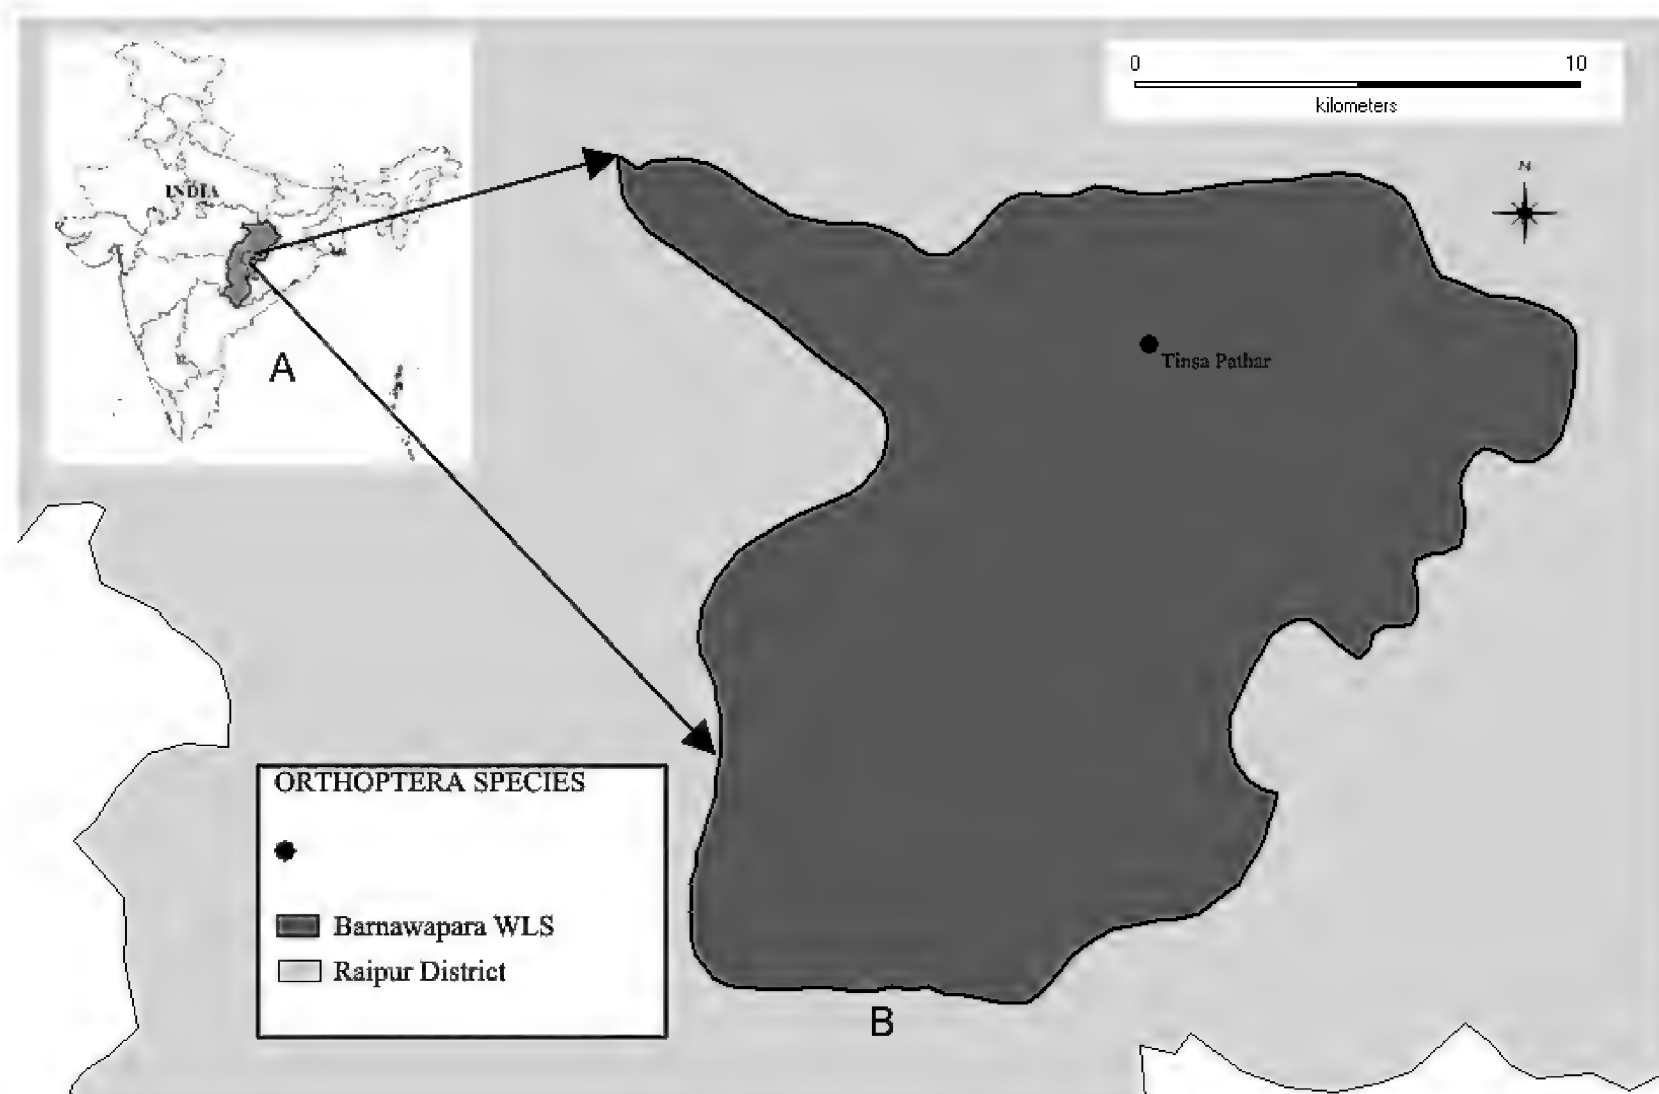 0 10
kilometers
N
INDIA
Tinsa Pathar
A
ORTHOPTERA SPECIES
Barnawapara WLS
Raipur District
B